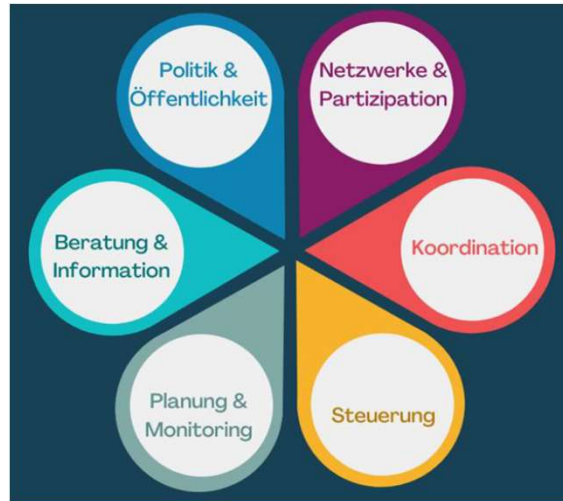 Politik &
Öffentlichkeit
Netzwerke &
Partizipation
Beratung &
Information
Koordination
Planung &
Monitoring
Steuerung